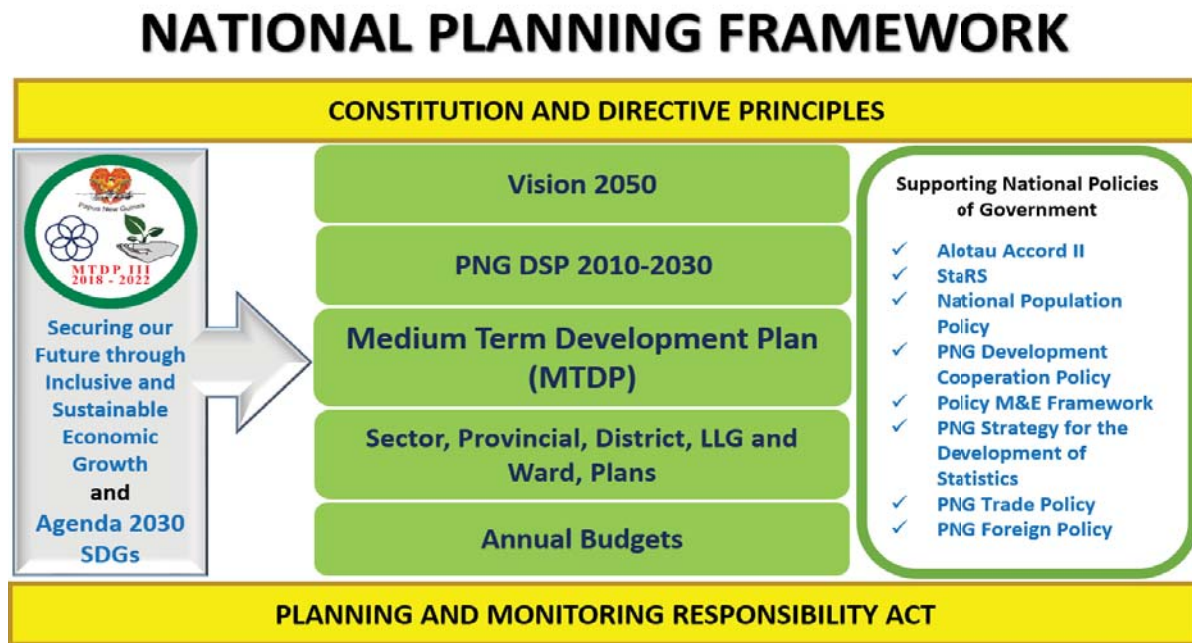 NATIONAL PLANNING FRAMEWORK
CONSTITUTION AND DIRECTIVE PRINCIPLES
Papua New Guinea
MTDP III
2018 - 2022
Securing our
Future through
Inclusive and
Sustainable
Economic
Growth
and
Agenda 2030
SDGs
Vision 2050
PNG DSP 2010-2030
Medium Term Development Plan
(MTDP)
Sector, Provincial, District, LLG and
Ward, Plans
Annual Budgets
Supporting National Policies
of Government
✓ Alotau Accord II
✓ StaRS
✓ National Population
Policy
✓ PNG Development
Cooperation Policy
✓ Policy M&E Framework
✓ PNG Strategy for the
Development of
Statistics
✓ PNG Trade Policy
✓ PNG Foreign Policy
PLANNING AND MONITORING RESPONSIBILITY ACT